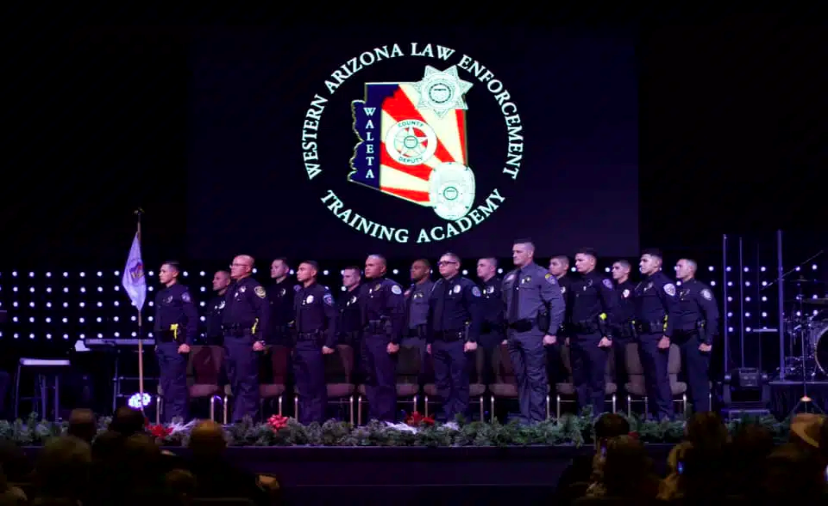 WESTERN ARIZONA LAW ENFORCEMENT
WALETA
COUNTY
DEPUTY
TRAINING ACADEMY